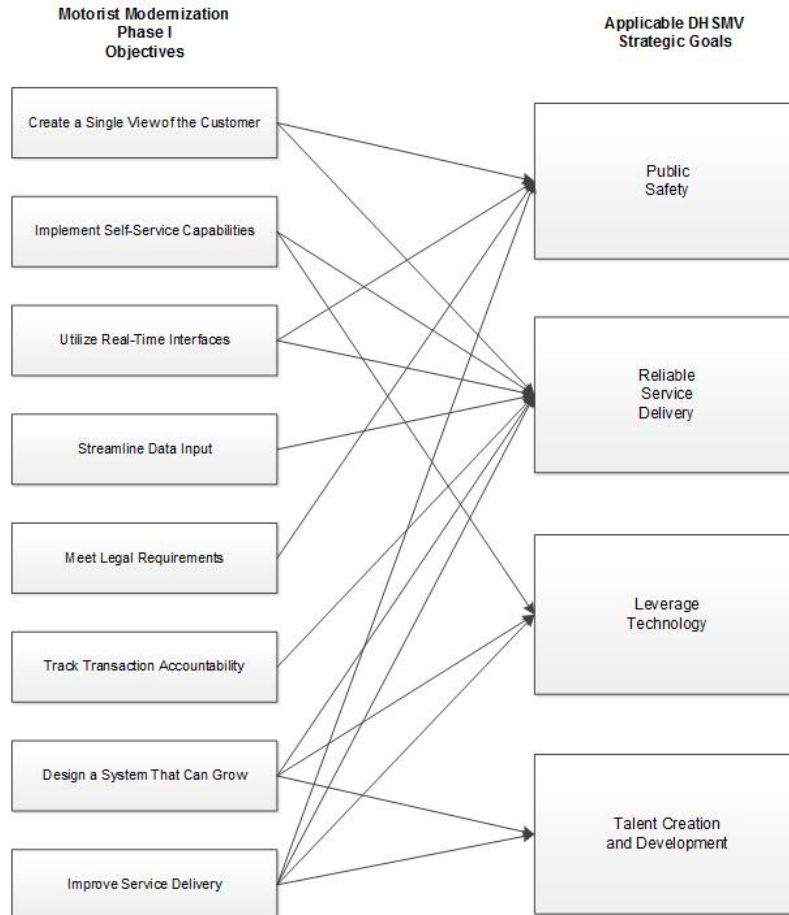 Motorist Modernization
Phase I
Objectives
Applicable DHSMV
Strategic Goals
Create a Single View of the Customer
Implement Self-Service Capabilities
Utilize Real-Time Interfaces
Streamline Data Input
Meet Legal Requirements
Track Transaction Accountability
Design a System That Can Grow
Improve Service Delivery
Public
Safety
Reliable
Service
Delivery
Leverage
Technology
Talent Creation
and Development